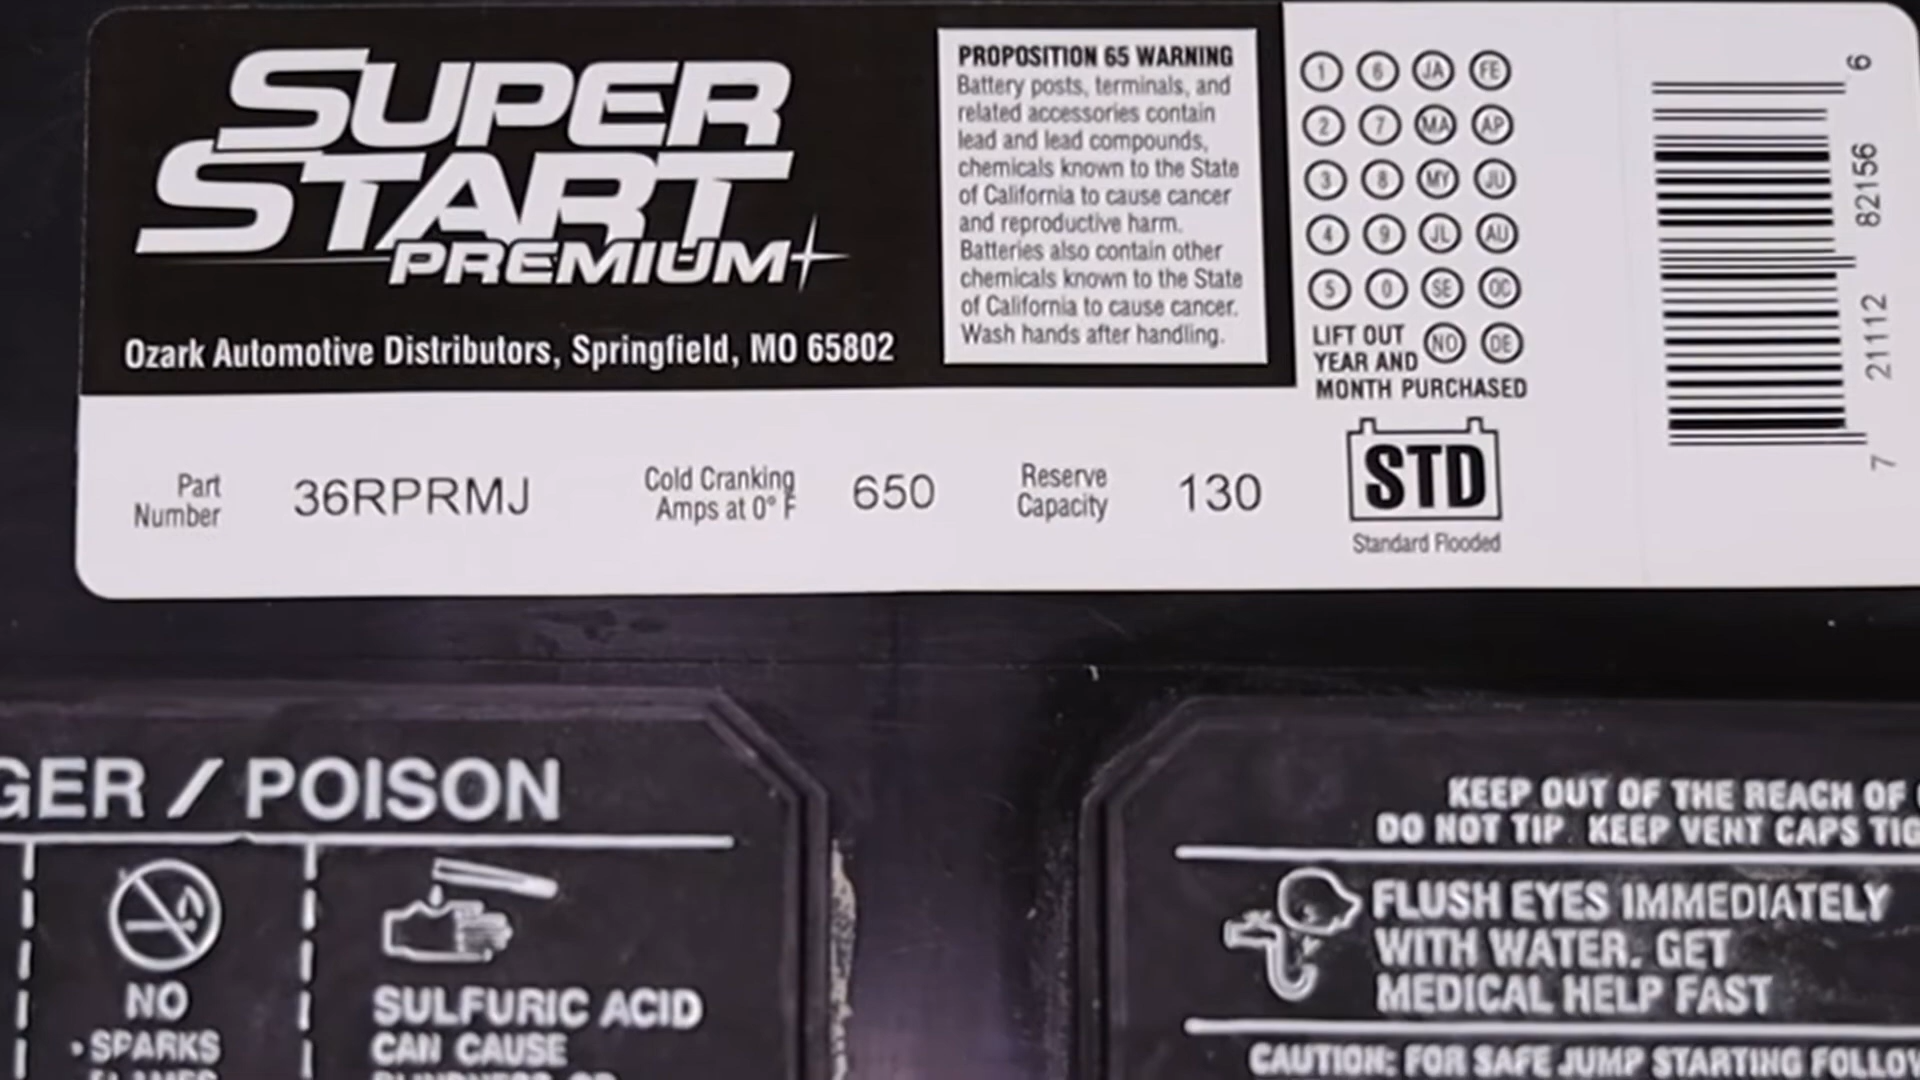 SUPER
START
PREMIUM
Ozark Automotive Distributors, Springfield, MO 65802
PROPOSITION 65 WARNING
Battery posts, terminals, and
related accessories contain
lead and lead compounds,
chemicals known to the State
of California to cause cancer
and reproductive harm.
Batteries also contain other
chemicals known to the State
of California to cause cancer.
Wash hands after handling.
1 6 JA FE
2 7 MA AP
3 8 MY JU
4 9 JL AU
5 0 SE OC
LIFT OUT NO DE
YEAR AND
MONTH PURCHASED
7 21112 82156 6
Part
Number
36RPRMJ
Cold Cranking
Amps at 0° F
650
Reserve
Capacity
130
STD
Standard Flooded
GER / POISON
NO
• SPARKS
SULFURIC ACID
CAN CAUSE
KEEP OUT OF THE REACH OF
DO NOT TIP. KEEP VENT CAPS TIG
FLUSH EYES IMMEDIATELY
WITH WATER. GET
MEDICAL HELP FAST
CAUTION: FOR SAFE JUMP STARTING FOLLOW